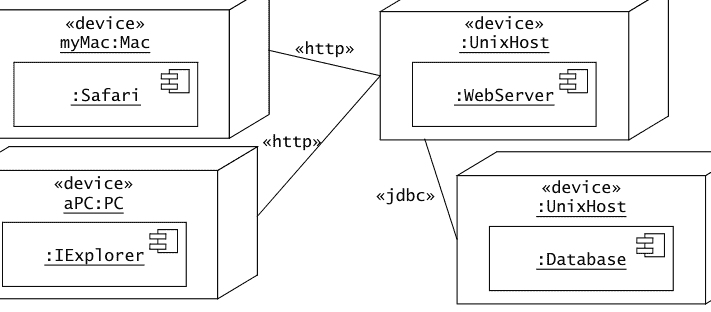 «device»
myMac:Mac
:Safari
«http»
«device»
:UnixHost
:WebServer
«http»
«device»
aPC:PC
:IExplorer
«jdbc»
«device»
:UnixHost
:Database